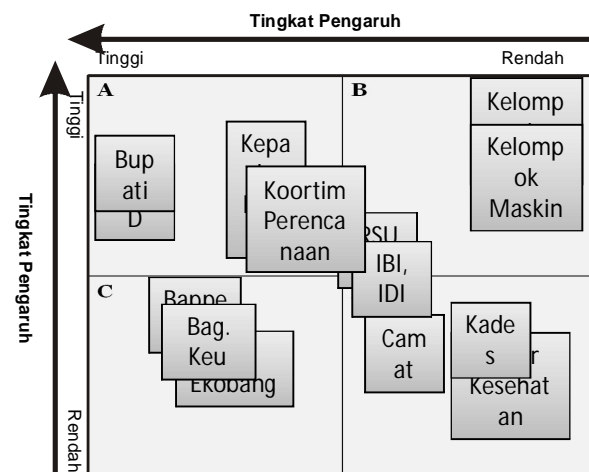 Tingkat Pengaruh
Tinggi
Rendah
Tinggi
Tingkat Pengaruh
Rendah
A
B
Bup
ati
D
Kepa
Koortim
Perenca
naan
Kelomp
Kelomp
ok
Maskin
RSU
IBI,
IDI
C
Bappe
Bag.
Keu
Ekobang
Cam
at
Kade
s
r
Kesehat
an